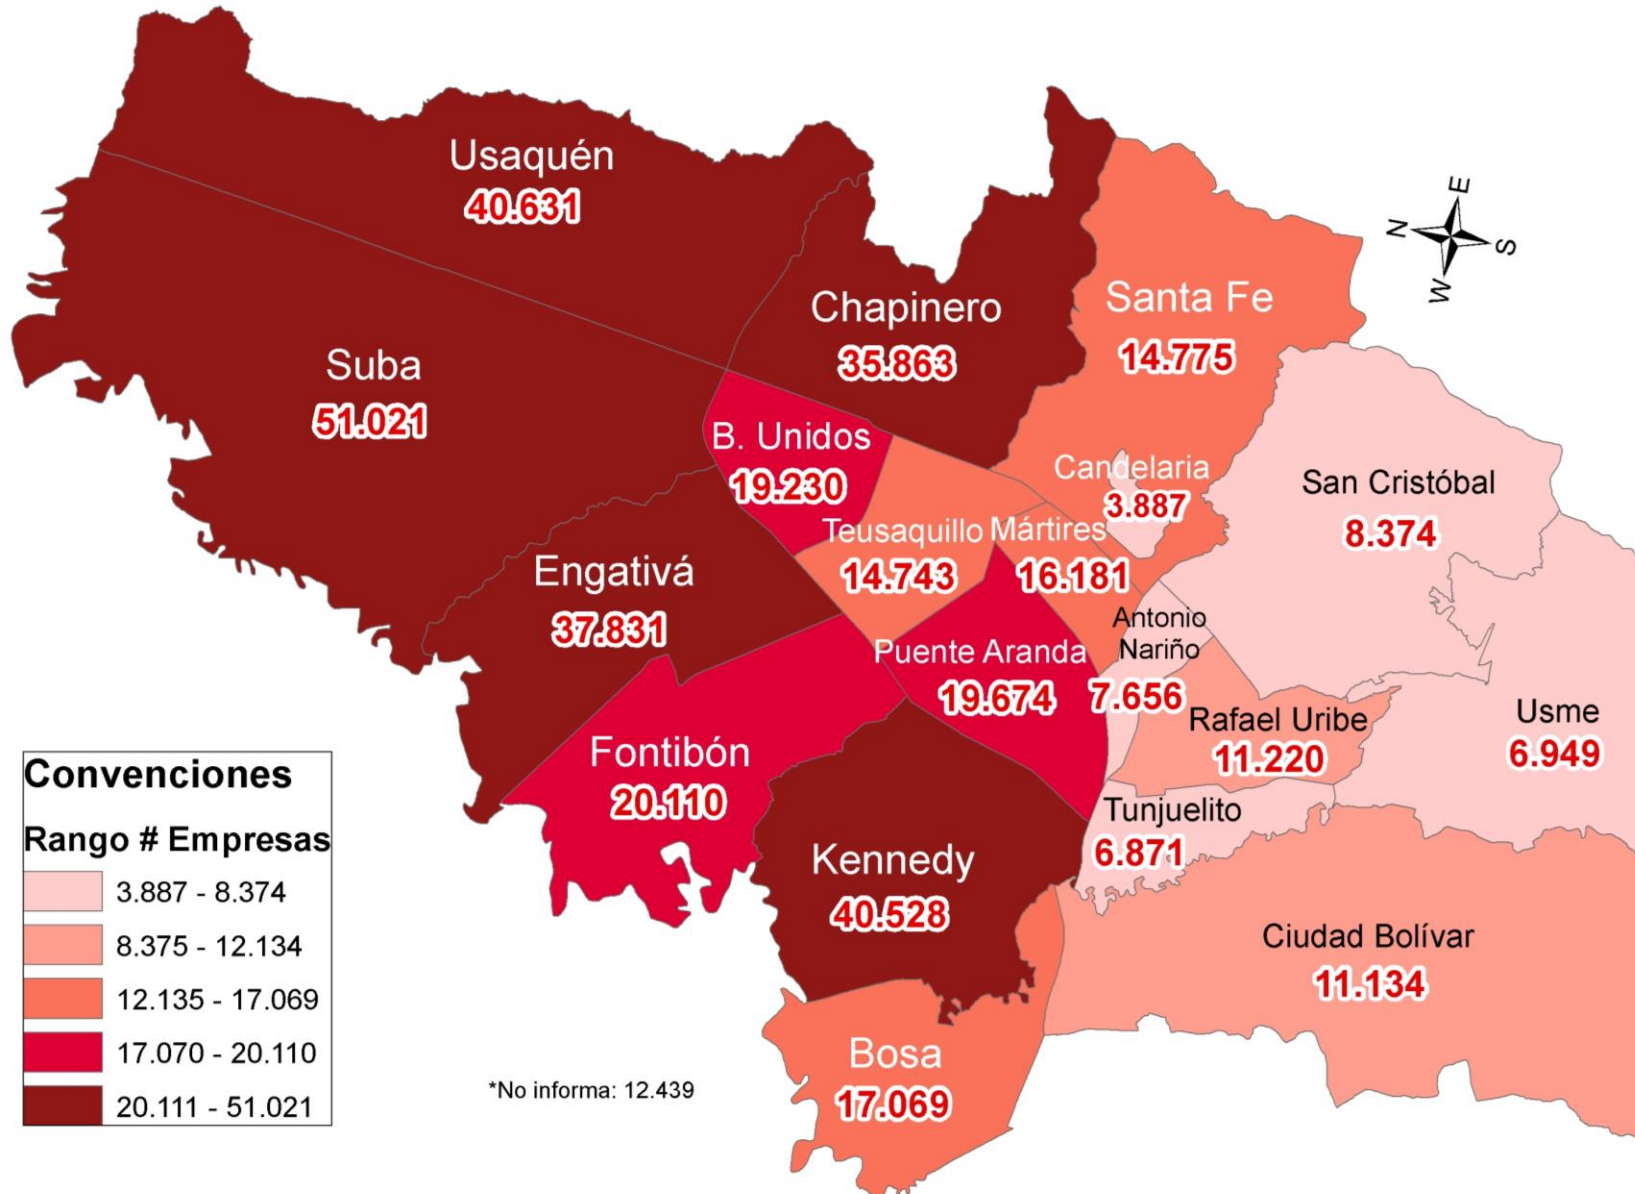 Usaquén
40.631
Chapinero
35.863
Santa Fe
14.775
Suba
51.021
B. Unidos
19.230
Candelaria
3.887
San Cristóbal
8.374
Teusaquillo
14.743
Mártires
16.181
Engativá
37.831
Antonio
Nariño
7.656
Puente Aranda
19.674
Rafael Uribe
11.220
Usme
6.949
Fontibón
20.110
Tunjuelito
6.871
Kennedy
40.528
Ciudad Bolívar
11.134
Bosa
17.069
N
E
S
W
Convenciones
Rango # Empresas
3.887 - 8.374
8.375 - 12.134
12.135 - 17.069
17.070 - 20.110
20.111 - 51.021
*No informa: 12.439